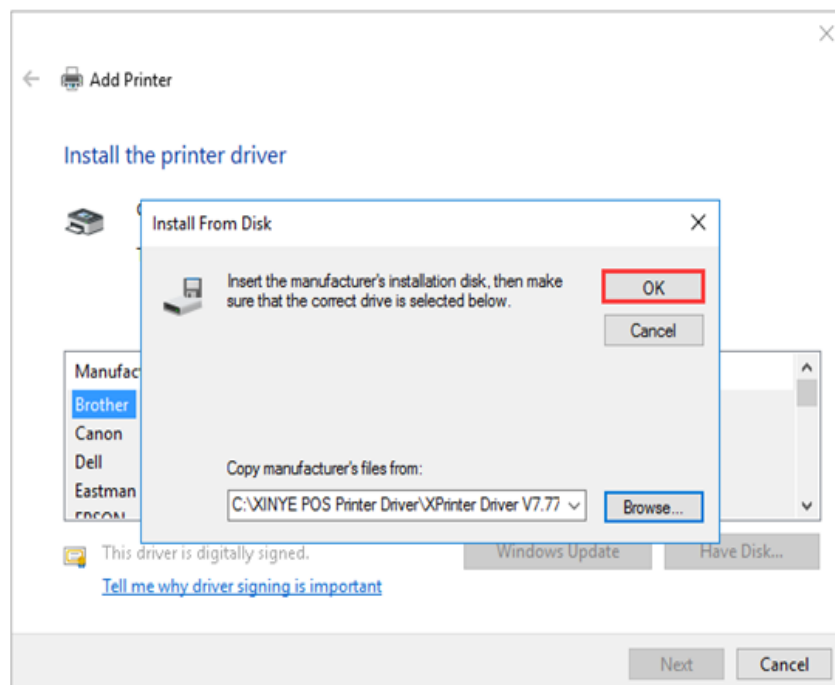 Add Printer
Install the printer driver
Install From Disk
Insert the manufacturer's installation disk, then make
sure that the correct drive is selected below.
OK
Cancel
Manufac
Brother
Canon
Dell
Eastman
EPSON
Copy manufacturer's files from:
C:\XINYE POS Printer Driver\XPrinter Driver V7.77
Browse...
This driver is digitally signed.
Windows Update
Have Disk...
Tell me why driver signing is important
Next
Cancel